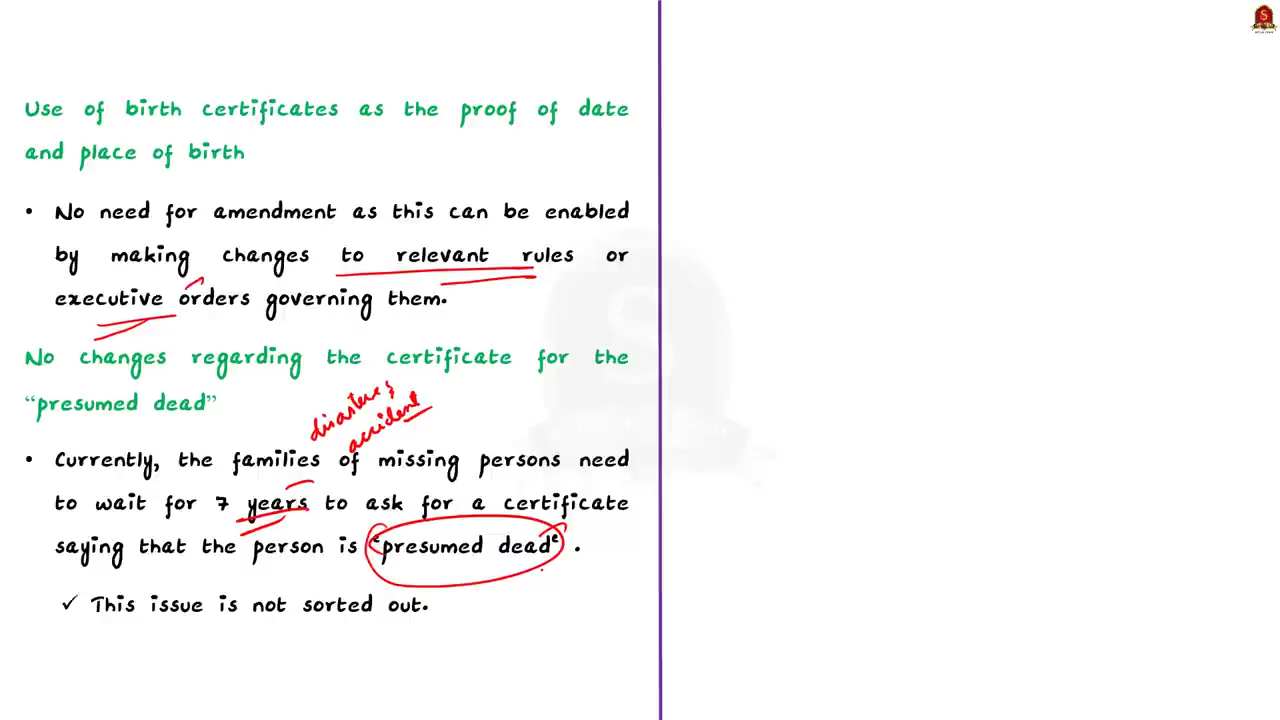 Use of birth certificates as the proof of date
and place of birth
• No need for amendment as this can be enabled
by making changes to relevant rules or
executive orders governing them.
No changes regarding the certificate for the
“presumed dead”
disasters &
accident
• Currently, the families of missing persons need
to wait for 7 years to ask for a certificate
saying that the person is ‘presumed dead’.
✓ This issue is not sorted out.